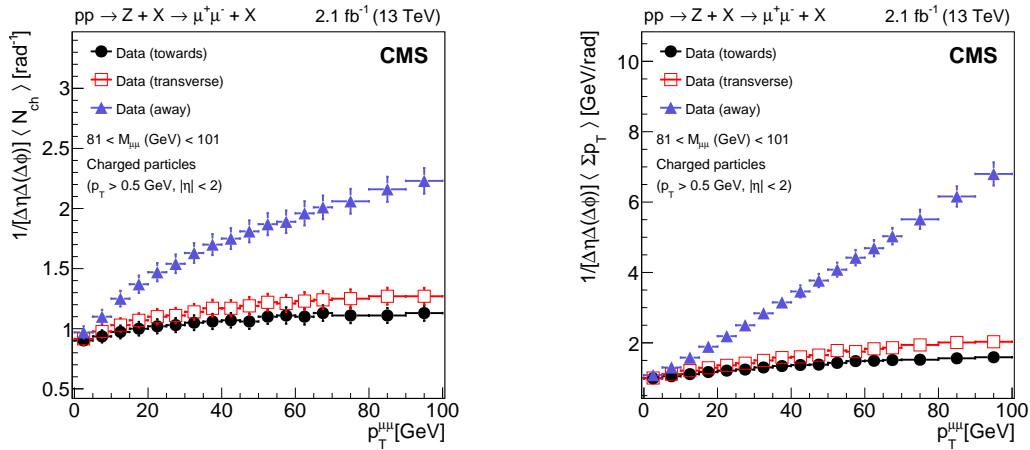 pp → Z + X → μ⁺μ⁻ + X 2.1 fb⁻¹ (13 TeV)
CMS
Data (towards)
Data (transverse)
Data (away)
81 < M_μμ (GeV) < 101
Charged particles
(p_T > 0.5 GeV, |η| < 2)
1/[ΔηΔ(Δϕ)] ⟨ N_ch ⟩ [rad⁻¹]
3
2.5
2
1.5
1
0.5
0 20 40 60 80 100
p_T^μμ [GeV]
pp → Z + X → μ⁺μ⁻ + X 2.1 fb⁻¹ (13 TeV)
CMS
Data (towards)
Data (transverse)
Data (away)
81 < M_μμ (GeV) < 101
Charged particles
(p_T > 0.5 GeV, |η| < 2)
1/[ΔηΔ(Δϕ)] ⟨ Σp_T ⟩ [GeV/rad]
10
8
6
4
2
0 20 40 60 80 100
p_T^μμ [GeV]